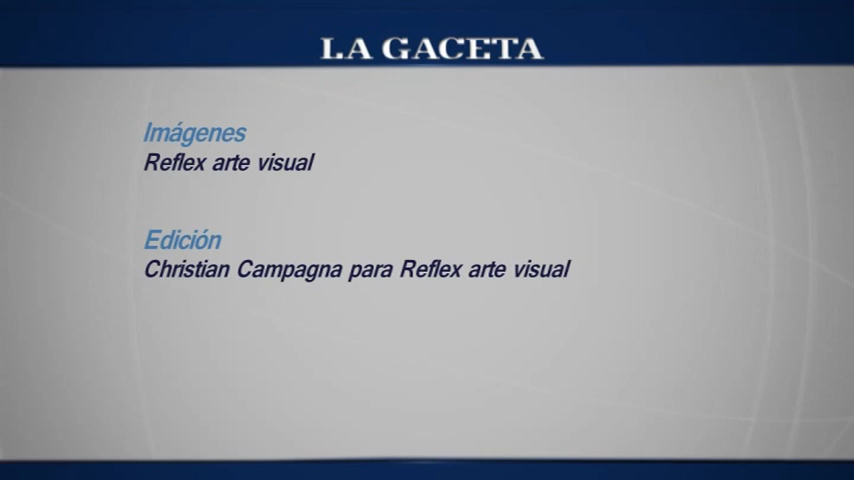 LA GACETA
Imágenes
Reflex arte visual
Edición
Christian Campagna para Reflex arte visual